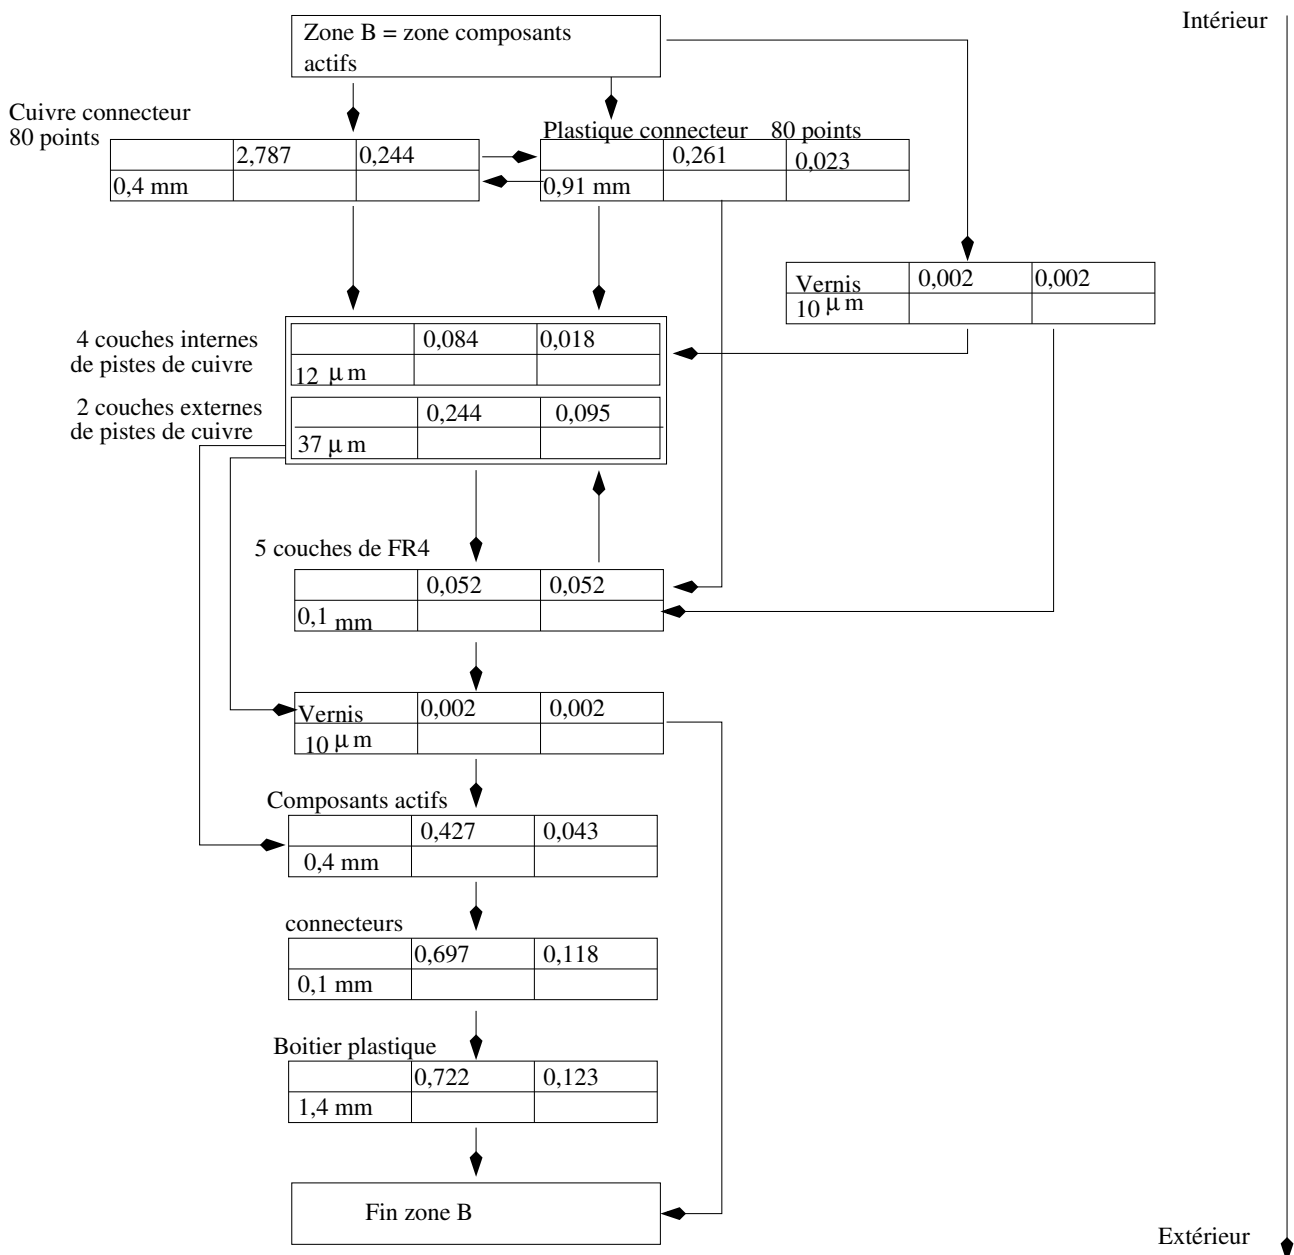 Intérieur
Zone B = zone composants
actifs
Cuivre connecteur
80 points
Plastique connecteur 80 points
2,787 0,244
0,261 0,023
0,4 mm
0,91 mm
Vernis 0,002 0,002
10 µ m
4 couches internes
de pistes de cuivre
0,084 0,018
12 µ m
2 couches externes
de pistes de cuivre
0,244 0,095
37 µ m
5 couches de FR4
0,052 0,052
0,1 mm
Vernis 0,002 0,002
10 µ m
Composants actifs
0,427 0,043
0,4 mm
connecteurs
0,697 0,118
0,1 mm
Boitier plastique
0,722 0,123
1,4 mm
Fin zone B
Extérieur